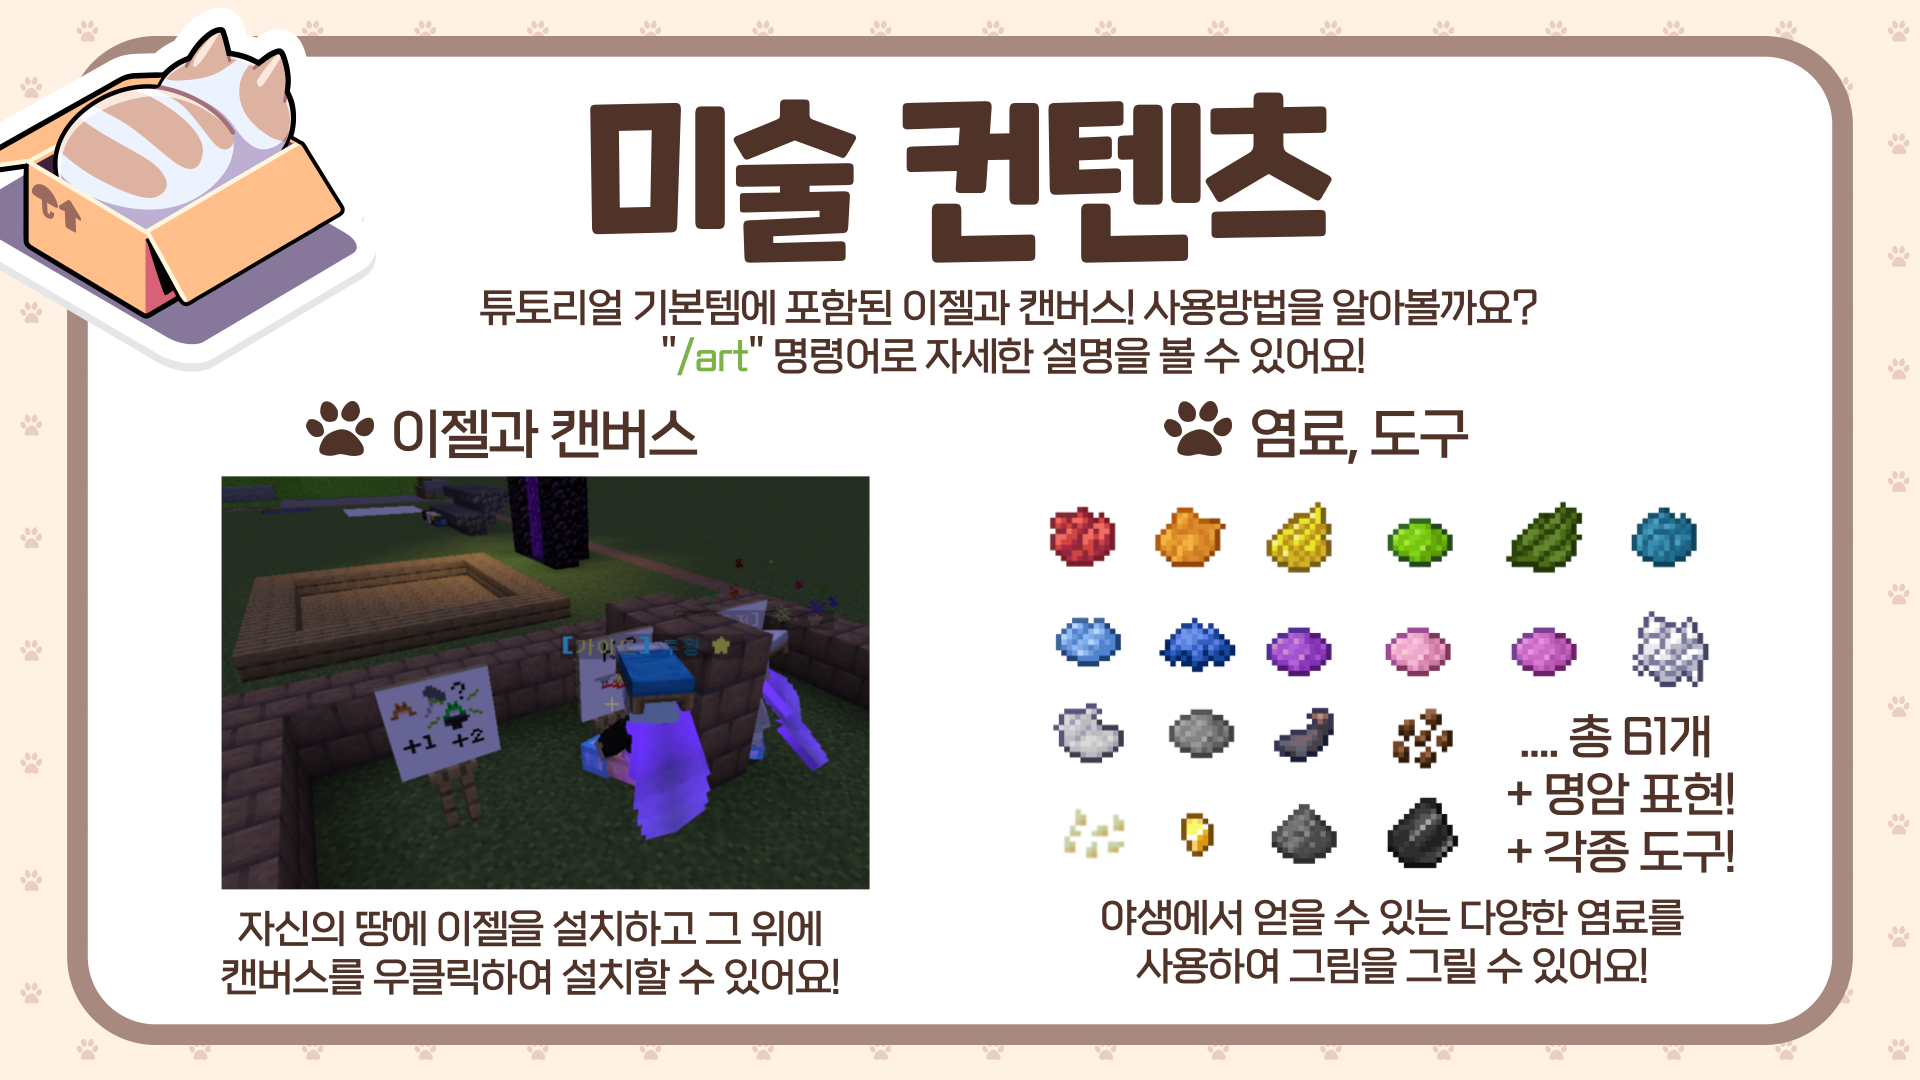 미술 컨텐츠
튜토리얼 기본템에 포함된 이젤과 캔버스! 사용방법을 알아볼까요?
"/art" 명령어로 자세한 설명을 볼 수 있어요!
이젤과 캔버스
[가이드] 투왕
+1 +2
?
자신의 땅에 이젤을 설치하고 그 위에
캔버스를 우클릭하여 설치할 수 있어요!
염료, 도구
.... 총 61개
+ 명암 표현!
+ 각종 도구!
야생에서 얻을 수 있는 다양한 염료를
사용하여 그림을 그릴 수 있어요!